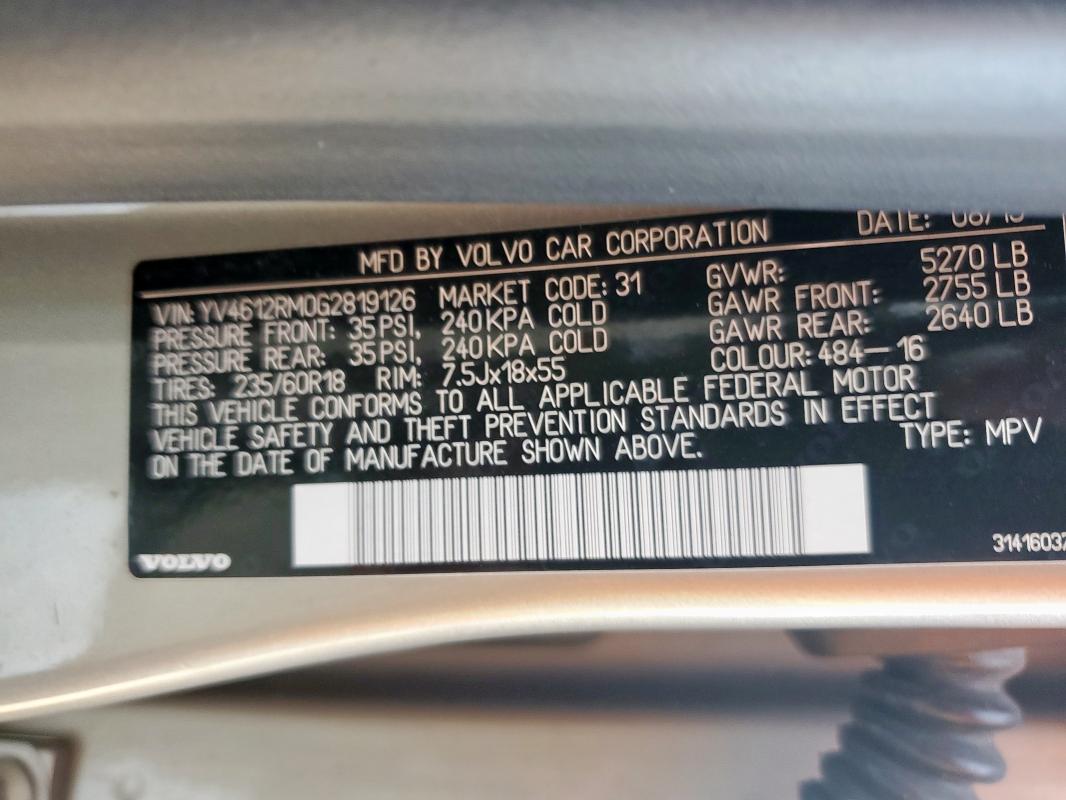 MFD BY VOLVO CAR CORPORATION DATE:
VIN: YV4612RM0G2819126 MARKET CODE: 31 GVWR: 5270 LB
PRESSURE FRONT: 35 PSI, 240 KPA COLD GAWR FRONT: 2755 LB
PRESSURE REAR: 35 PSI, 240 KPA COLD GAWR REAR: 2640 LB
TIRES: 235/60R18 RIM: 7.5Jx18x55 COLOUR: 484—16
THIS VEHICLE CONFORMS TO ALL APPLICABLE FEDERAL MOTOR
VEHICLE SAFETY AND THEFT PREVENTION STANDARDS IN EFFECT
ON THE DATE OF MANUFACTURE SHOWN ABOVE. TYPE: MPV
VOLVO